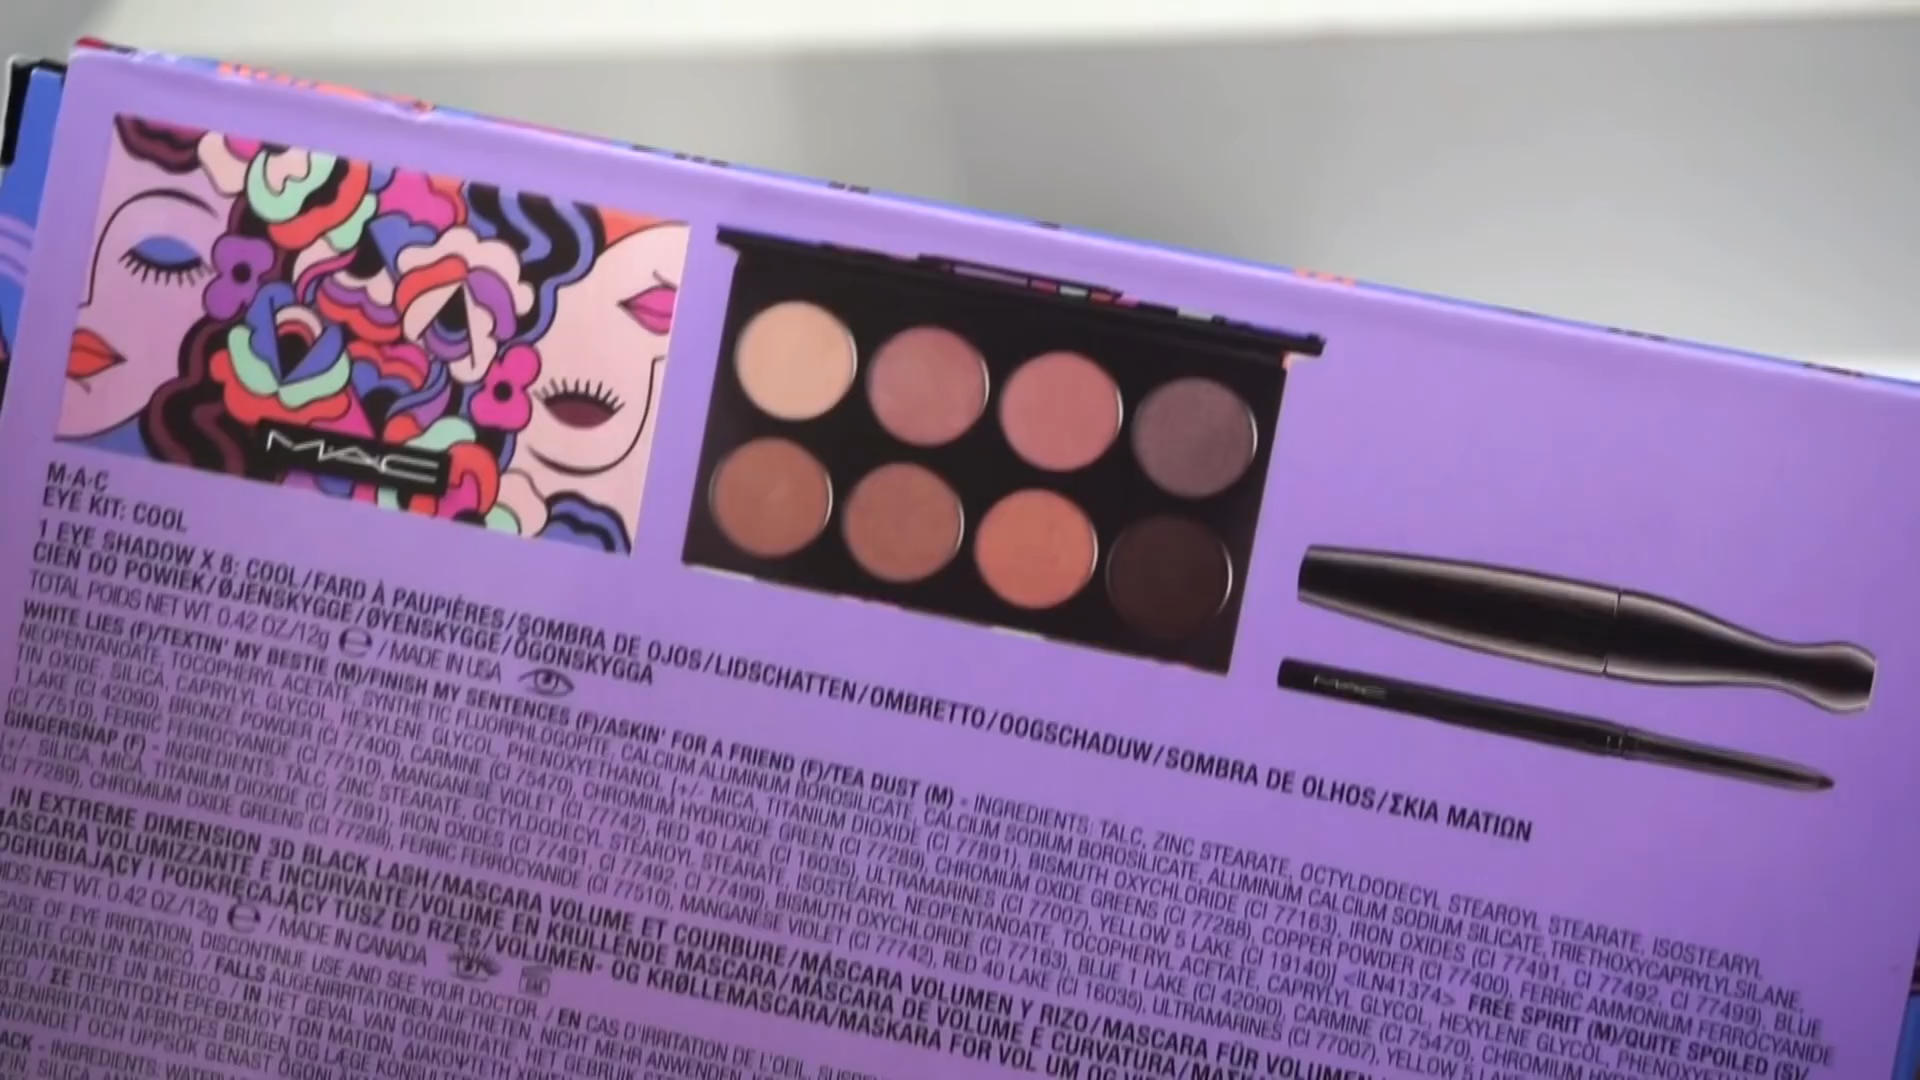 MAC
M·A·C
EYE KIT: COOL
1 EYE SHADOW X 8: COOL/FARD À PAUPIÈRES/SOMBRA DE OJOS/LIDSCHATTEN/OMBRETTO/OOGSCHADUW/SOMBRA DE OLHOS/ΣΚΙΑ ΜΑΤΙΩΝ
CIEŃ DO POWIEK/ØJENSKYGGE/ØYENSKYGGE/ÖGONSKYGGA
TOTAL POIDS NET WT. 0.42 OZ/12g ℮ / MADE IN USA
WHITE LIES (F)/TEXTIN' MY BESTIE (M)/FINISH MY SENTENCES (F)/ASKIN' FOR A FRIEND (F)/TEA DUST (M) - INGREDIENTS: TALC, ZINC STEARATE, OCTYLDODECYL STEAROYL STEARATE, ISOSTEARYL
NEOPENTANOATE, TOCOPHERYL ACETATE, SYNTHETIC FLUORPHLOGOPITE, CALCIUM ALUMINUM BOROSILICATE, CALCIUM SODIUM BOROSILICATE, ALUMINUM CALCIUM SODIUM SILICATE, TRIETHOXYCAPRYLYLSILANE,
TIN OXIDE, SILICA, CAPRYLYL GLYCOL, HEXYLENE GLYCOL, PHENOXYETHANOL, [+/- MICA, TITANIUM DIOXIDE (CI 77891), BISMUTH OXYCHLORIDE (CI 77163), IRON OXIDES (CI 77491, CI 77492, CI 77499), BLUE
1 LAKE (CI 42090), BRONZE POWDER (CI 77400), CARMINE (CI 75470), CHROMIUM HYDROXIDE GREEN (CI 77289), CHROMIUM OXIDE GREENS (CI 77288), COPPER POWDER (CI 77400), FERRIC AMMONIUM FERROCYANIDE
(CI 77510), FERRIC FERROCYANIDE (CI 77510), MANGANESE VIOLET (CI 77742), RED 40 LAKE (CI 16035), ULTRAMARINES (CI 77007), YELLOW 5 LAKE (CI 19140)] <ILN41374> FREE SPIRIT (M)/QUITE SPOILED (S)/
GINGERSNAP (F) - INGREDIENTS: TALC, ZINC STEARATE, OCTYLDODECYL STEAROYL STEARATE, ISOSTEARYL NEOPENTANOATE, TOCOPHERYL ACETATE, CAPRYLYL GLYCOL, HEXYLENE GLYCOL,
[+/- SILICA, MICA, TITANIUM DIOXIDE (CI 77891), IRON OXIDES (CI 77491, CI 77492, CI 77499), BISMUTH OXYCHLORIDE (CI 77163), BLUE 1 LAKE (CI 42090), CARMINE (CI 75470),
CI 77289), CHROMIUM OXIDE GREENS (CI 77288), FERRIC FERROCYANIDE (CI 77510), MANGANESE VIOLET (CI 77742), RED 40 LAKE (CI 16035), ULTRAMARINES (CI 77007), YELLOW 5 LAKE
IN EXTREME DIMENSION 3D BLACK LASH/MASCARA VOLUME ET COURBURE/MÁSCARA VOLUMEN Y RIZO/MASCARA FÜR VOLUMEN
MASCARA VOLUMIZZANTE E INCURVANTE/VOLUME EN KRULLENDE MASCARA/MÁSCARA DE VOLUME E CURVATURA/
OGRUBIAJĄCY I PODKRĘCAJĄCY TUSZ DO RZĘS/VOLUMEN- OG KRØLLEMASCARA/MASKARA FOR VOL UM OG
NET WT. 0.42 OZ/12g ℮ / MADE IN CANADA
OF EYE IRRITATION, DISCONTINUE USE AND SEE YOUR DOCTOR. / EN CAS D'IRRITATION DE L'OEIL,
CON UN MÉDICO. / FALLS AUGENIRRITATIONEN AUFTRETEN, NICHT MEHR ANWENDEN
UN MEDICO. / IN HET GEVAL VAN OOGIRRITATIE, HET GEBRUIK
/ ΣΕ ΠΕΡΙΠΤΩΣΗ ΕΡΕΘΙΣΜΟΥ ΤΩΝ ΜΑΤΙΩΝ,
AFBRYDES BRUGEN OG LÆGE
OCH UPPSÖK GENAST
- INGREDIENTS:
MAC